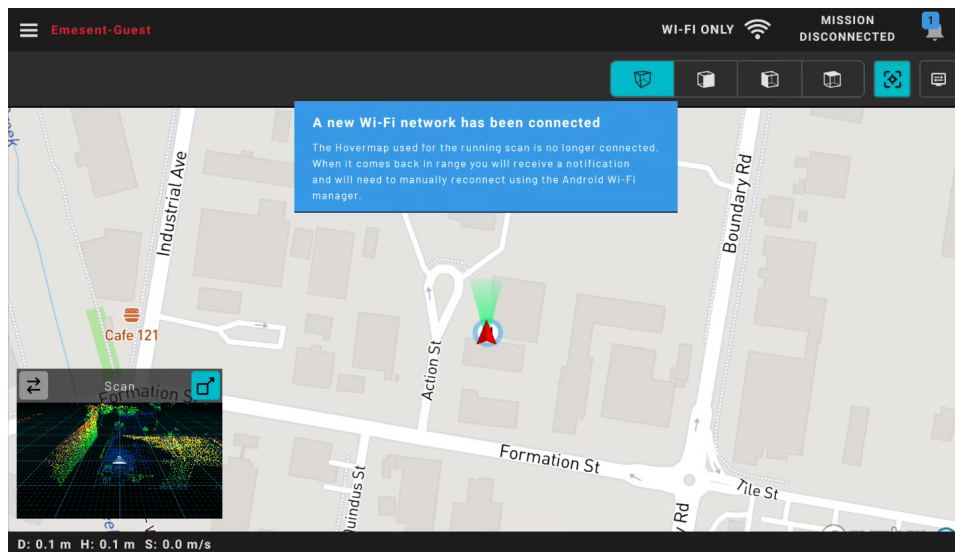 Emesent-Guest
WI-FI ONLY
MISSION
DISCONNECTED
1
A new Wi-Fi network has been connected
The Hovermap used for the running scan is no longer connected.
When it comes back in range you will receive a notification
and will need to manually reconnect using the Android Wi-Fi
manager.
Industrial Ave
Boundary Rd
Cafe 121
Action St
Scan
Formation S
Formation St
Quindus St
Tile St
Rd
D: 0.1 m H: 0.1 m S: 0.0 m/s